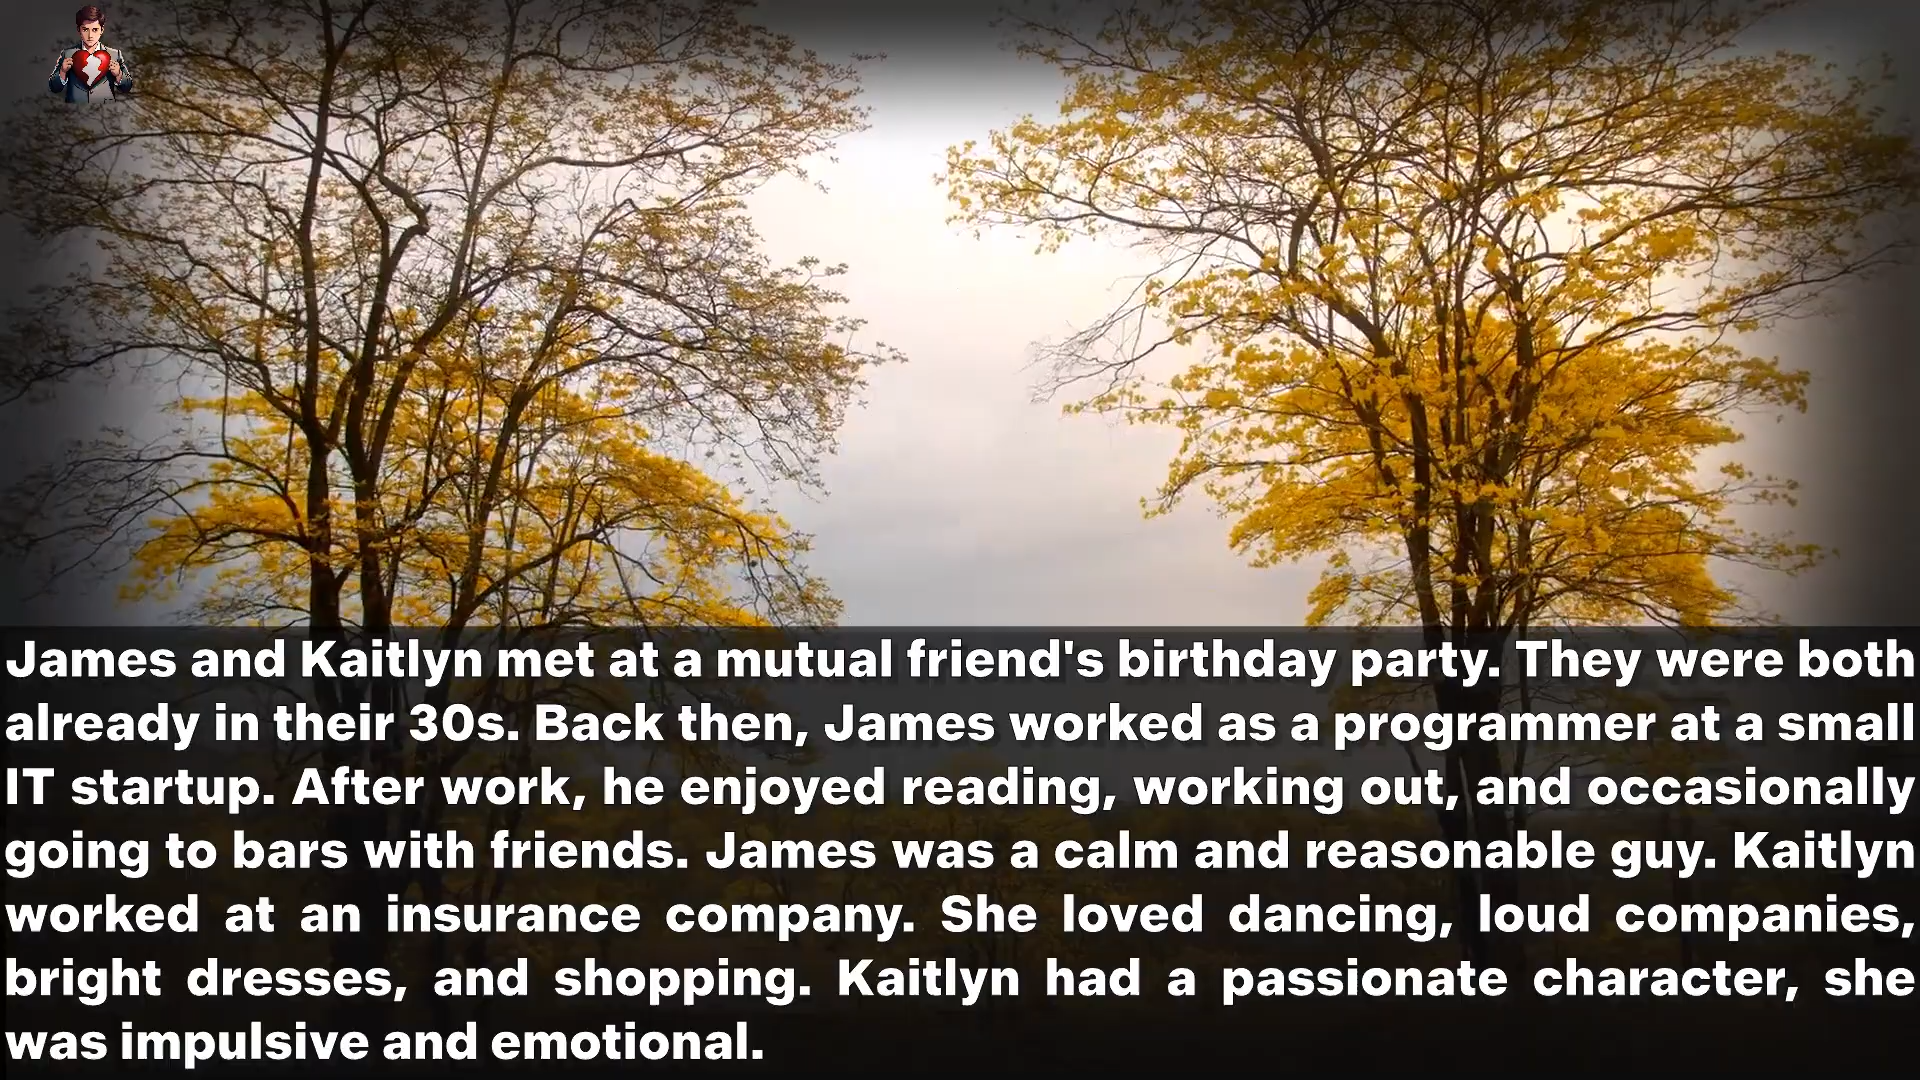 James and Kaitlyn met at a mutual friend's birthday party. They were both
already in their 30s. Back then, James worked as a programmer at a small
IT startup. After work, he enjoyed reading, working out, and occasionally
going to bars with friends. James was a calm and reasonable guy. Kaitlyn
worked at an insurance company. She loved dancing, loud companies,
bright dresses, and shopping. Kaitlyn had a passionate character, she
was impulsive and emotional.